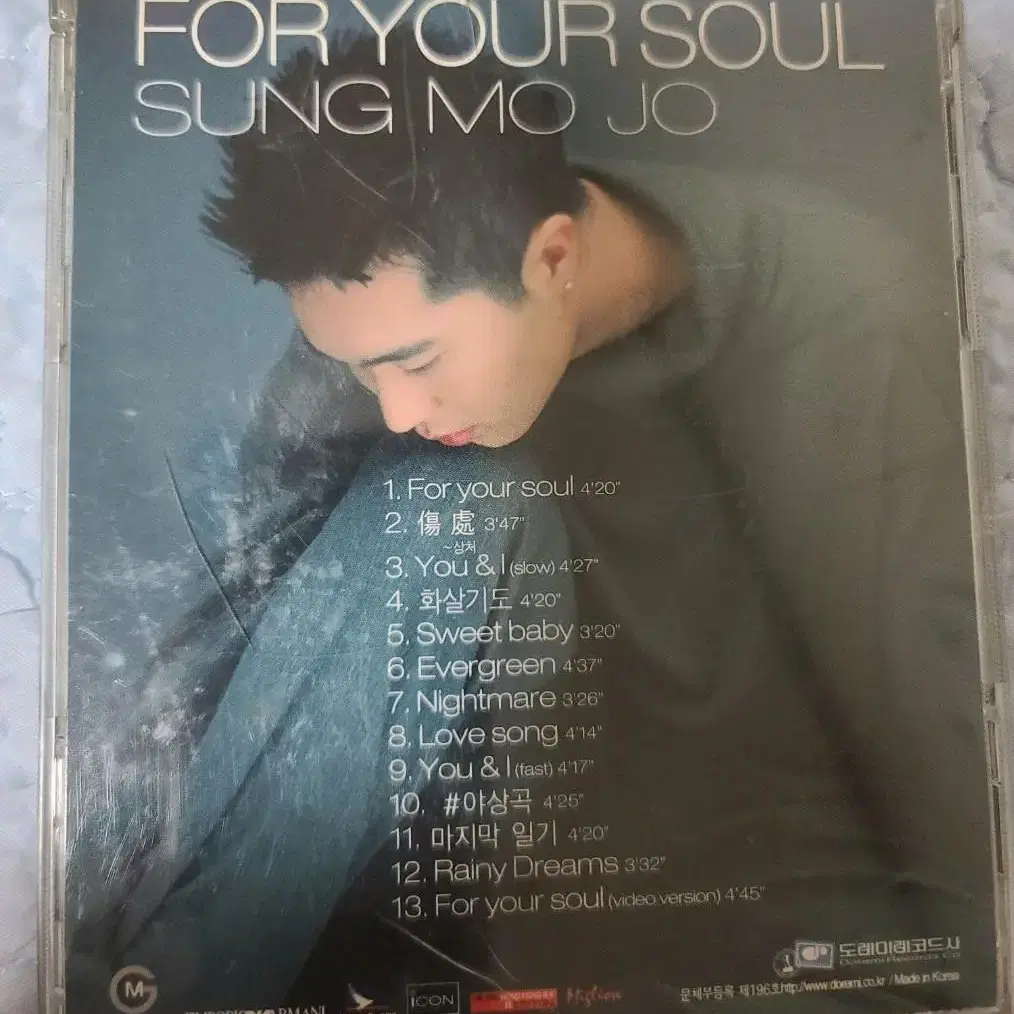 FOR YOUR SOUL
SUNG MO JO
1. For your soul 4'20"
2. 傷 處 3'47"
~상처
3. You & I (slow) 4'27"
4. 화살기도 4'20"
5. Sweet baby 3'20"
6. Evergreen 4'37"
7. Nightmare 3'26"
8. Love song 4'14"
9. You & I (fast) 4'17"
10. #야상곡 4'25"
11. 마지막 일기 4'20"
12. Rainy Dreams 3'32"
13. For your soul (video version) 4'45"
도레미레코드사
Doremi Records Co
GM
iCON
문체부등록 제196호 http://www.doremi.co.kr / Made in Korea